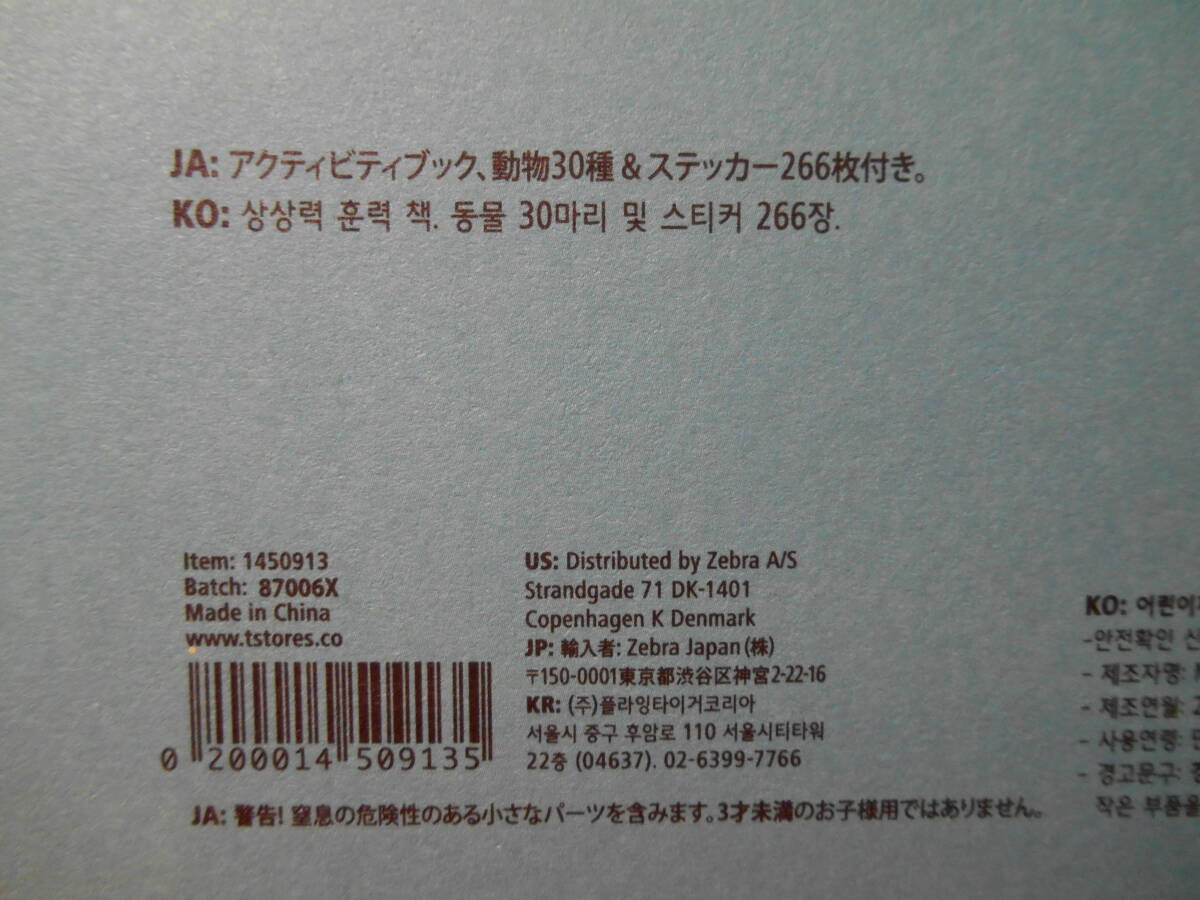 JA: アクティビティブック、動物30種 & ステッカー266枚付き。
KO: 상상력 훈력 책. 동물 30마리 및 스티커 266장.
Item: 1450913
Batch: 87006X
Made in China
www.tstores.co
0 200014 509135
US: Distributed by Zebra A/S
Strandgade 71 DK-1401
Copenhagen K Denmark
JP: 輸入者: Zebra Japan(株)
〒150-0001東京都渋谷区神宮2-22-16
KR: (주)플라잉타이거코리아
서울시 중구 후암로 110 서울시티타워
22층 (04637). 02-6399-7766
KO:
-안전확인
- 제조자명:
- 제조연월:
- 사용연령:
- 경고문구:
작은 부품을
JA: 警告! 窒息の危険性のある小さなパーツを含みます。3才未満のお子様用ではありません。